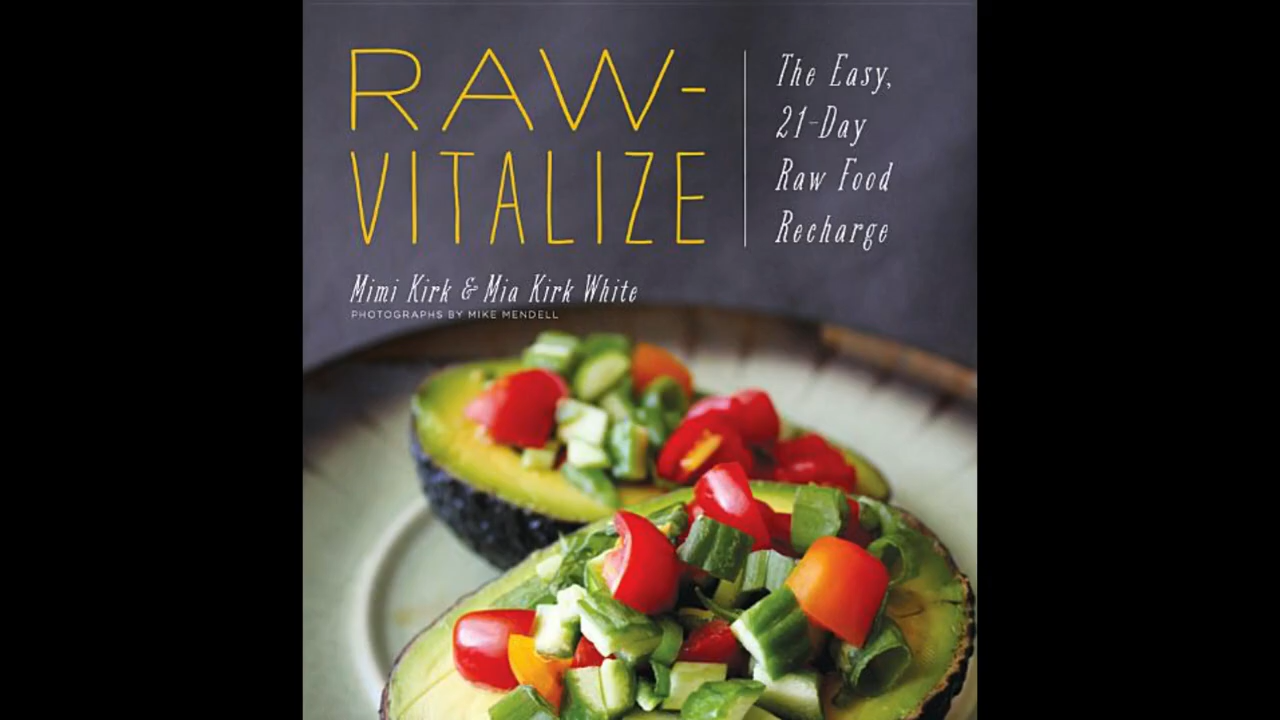 RAW-
VITALIZE
The Easy,
21-Day
Raw Food
Recharge
Mimi Kirk & Mia Kirk White
PHOTOGRAPHS BY MIKE MENDELL